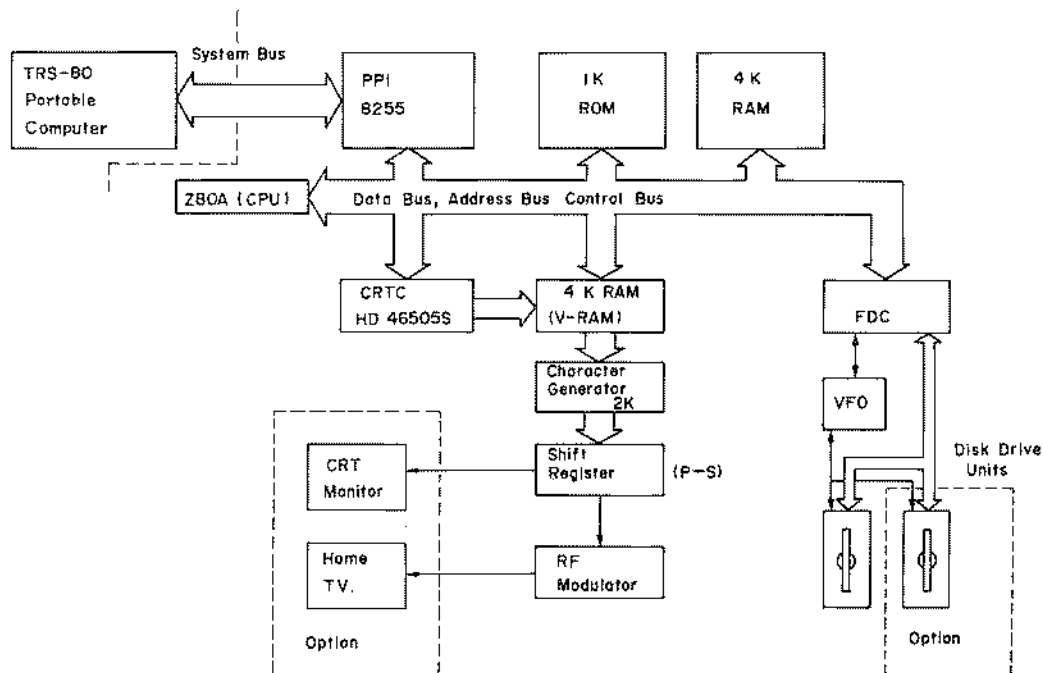 System Bus
TRS-80
Portable
Computer
PPI
8255
1K
ROM
4K
RAM
Z80A (CPU)
Data Bus, Address Bus Control Bus
CRTC
HD 46505S
4 K RAM
(V-RAM)
FDC
Character
Generator
2K
VFO
CRT
Monitor
Shift
Register
(P-S)
Disk Drive
Units
Home
TV.
RF
Modulator
Option
Option